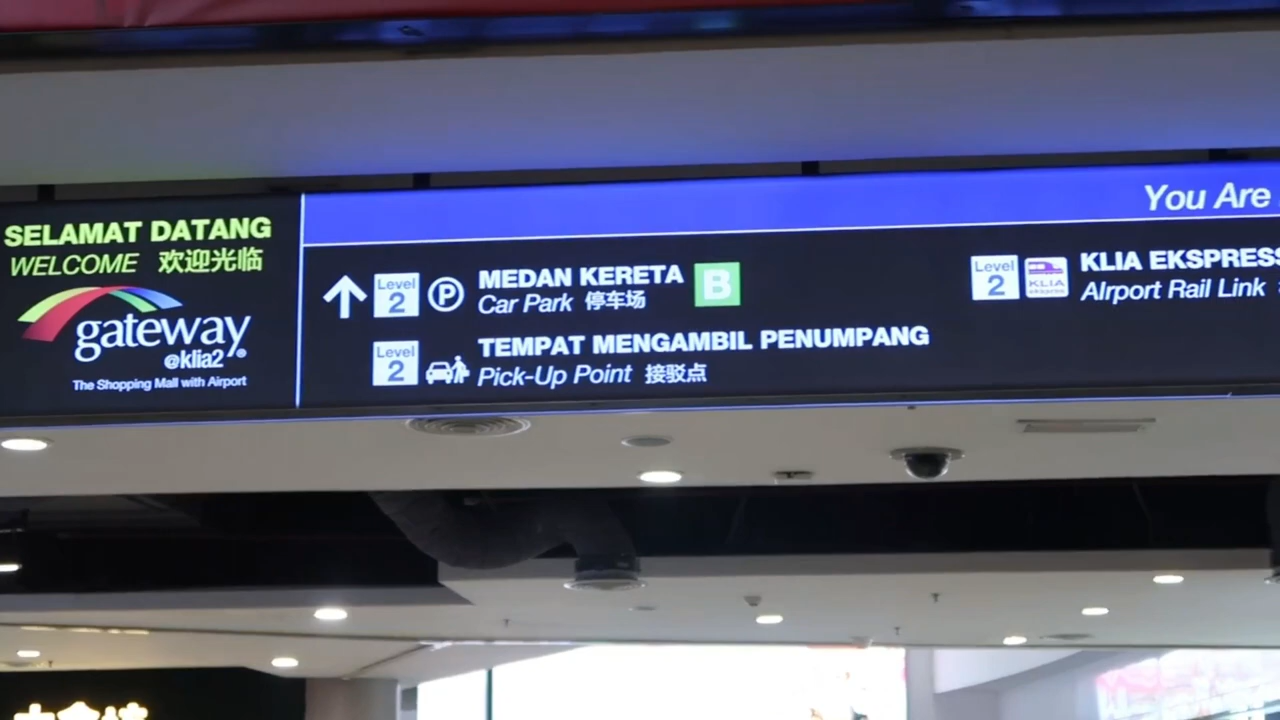 SELAMAT DATANG
WELCOME 欢迎光临
gateway
@klia2
The Shopping Mall with Airport
You Are
Level 2 P MEDAN KERETA B
Car Park 停车场
Level 2 TEMPAT MENGAMBIL PENUMPANG
Pick-Up Point 接驳点
Level 2 KLIA ekspres KLIA EKSPRESS
Airport Rail Link